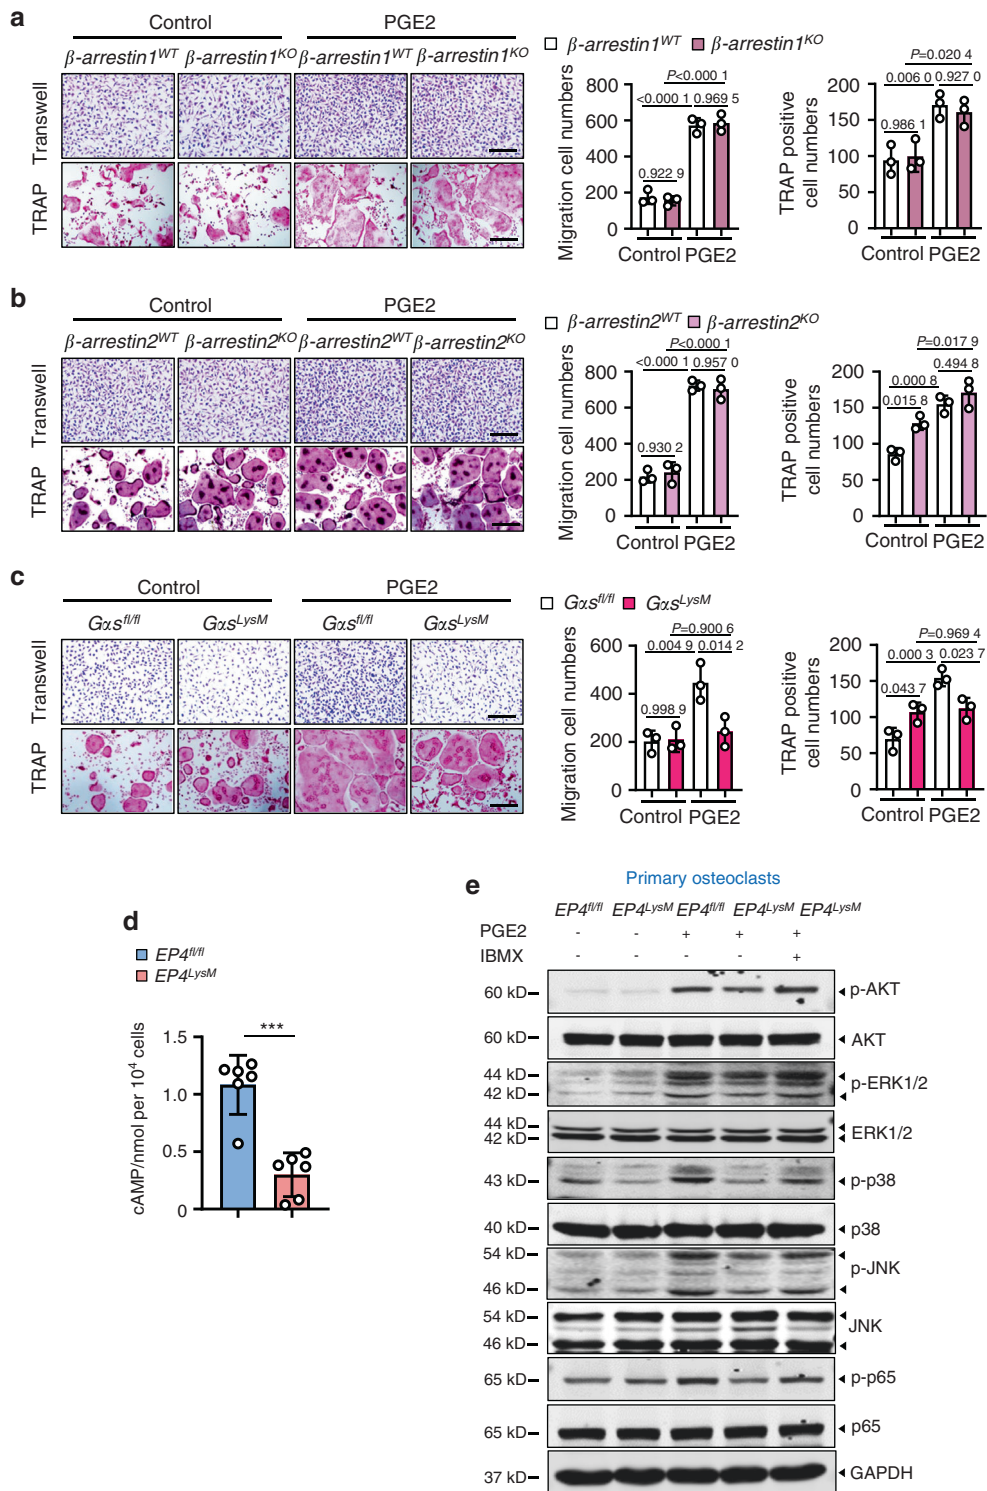 a
Control
PGE2
β-arrestin1WT β-arrestin1KO β-arrestin1WT β-arrestin1KO
Transwell
TRAP
β-arrestin1WT β-arrestin1KO
Migration cell numbers
800
600
400
200
0
P<0.000 1
<0.000 1 0.969 5
0.922 9
Control PGE2
TRAP positive
cell numbers
200
150
100
50
0
P=0.020 4
0.006 0 0.927 0
0.986 1
Control PGE2
b
Control
PGE2
β-arrestin2WT β-arrestin2KO β-arrestin2WT β-arrestin2KO
Transwell
TRAP
β-arrestin2WT β-arrestin2KO
Migration cell numbers
800
600
400
200
0
P<0.000 1
<0.000 1 0.957 0
0.930 2
Control PGE2
TRAP positive
cell numbers
200
150
100
50
0
P=0.017 9
0.494 8
0.000 8
0.015 8
Control PGE2
c
Control
PGE2
Gαsfl/fl GαsLysM Gαsfl/fl GαsLysM
Transwell
TRAP
Gαsfl/fl GαsLysM
Migration cell numbers
600
400
200
0
P=0.900 6
0.004 9 0.014 2
0.998 9
Control PGE2
TRAP positive
cell numbers
200
150
100
50
0
P=0.969 4
0.000 3 0.023 7
0.043 7
Control PGE2
d
EP4fl/fl
EP4LysM
cAMP/nmol per 10⁴ cells
1.5
1.0
0.5
0
***
e
Primary osteoclasts
EP4fl/fl EP4LysM EP4fl/fl EP4LysM EP4LysM
PGE2 - - + + +
IBMX - - - - +
60 kD p-AKT
60 kD AKT
44 kD
42 kD
p-ERK1/2
44 kD
42 kD
ERK1/2
43 kD p-p38
40 kD p38
54 kD
46 kD
p-JNK
54 kD
46 kD
JNK
65 kD p-p65
65 kD p65
37 kD GAPDH